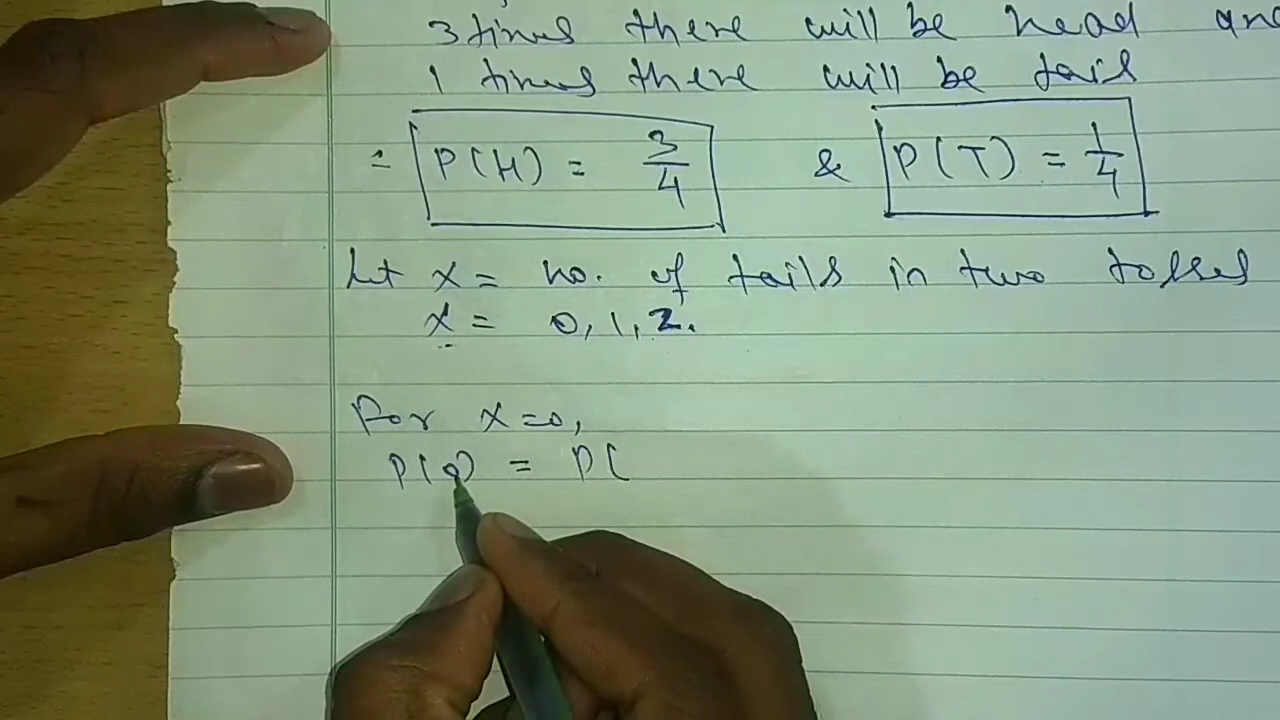 3 times there will be head and
1 times there will be tail
= P(H) = 3/4 & P(T) = 1/4
Let X = no. of tails in two tosses
X = 0, 1, 2.
For X=0,
P(0) = P(